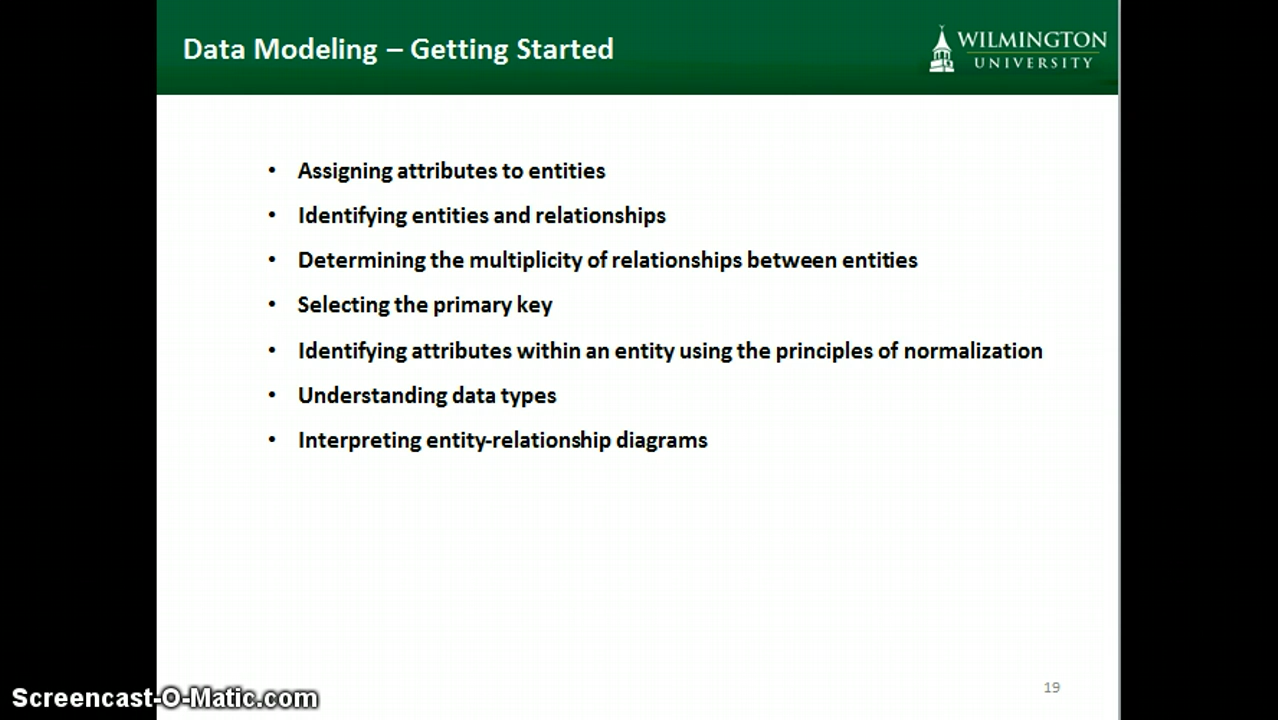 Data Modeling – Getting Started
WILMINGTON
UNIVERSITY
• Assigning attributes to entities
• Identifying entities and relationships
• Determining the multiplicity of relationships between entities
• Selecting the primary key
• Identifying attributes within an entity using the principles of normalization
• Understanding data types
• Interpreting entity-relationship diagrams
19
Screencast-O-Matic.com